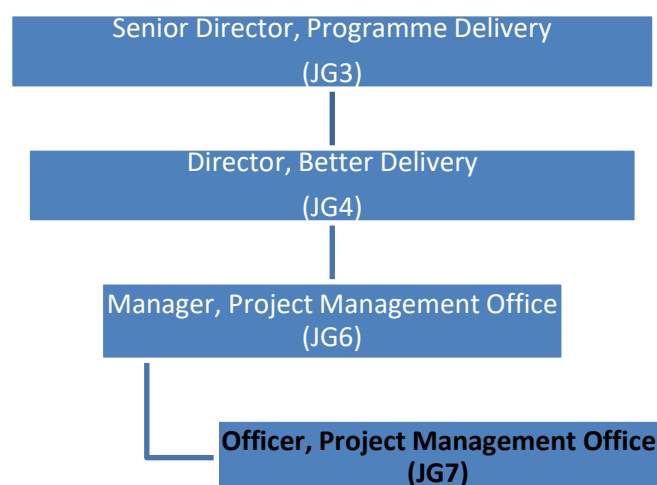 Senior Director, Programme Delivery
(JG3)
Director, Better Delivery
(JG4)
Manager, Project Management Office
(JG6)
Officer, Project Management Office
(JG7)